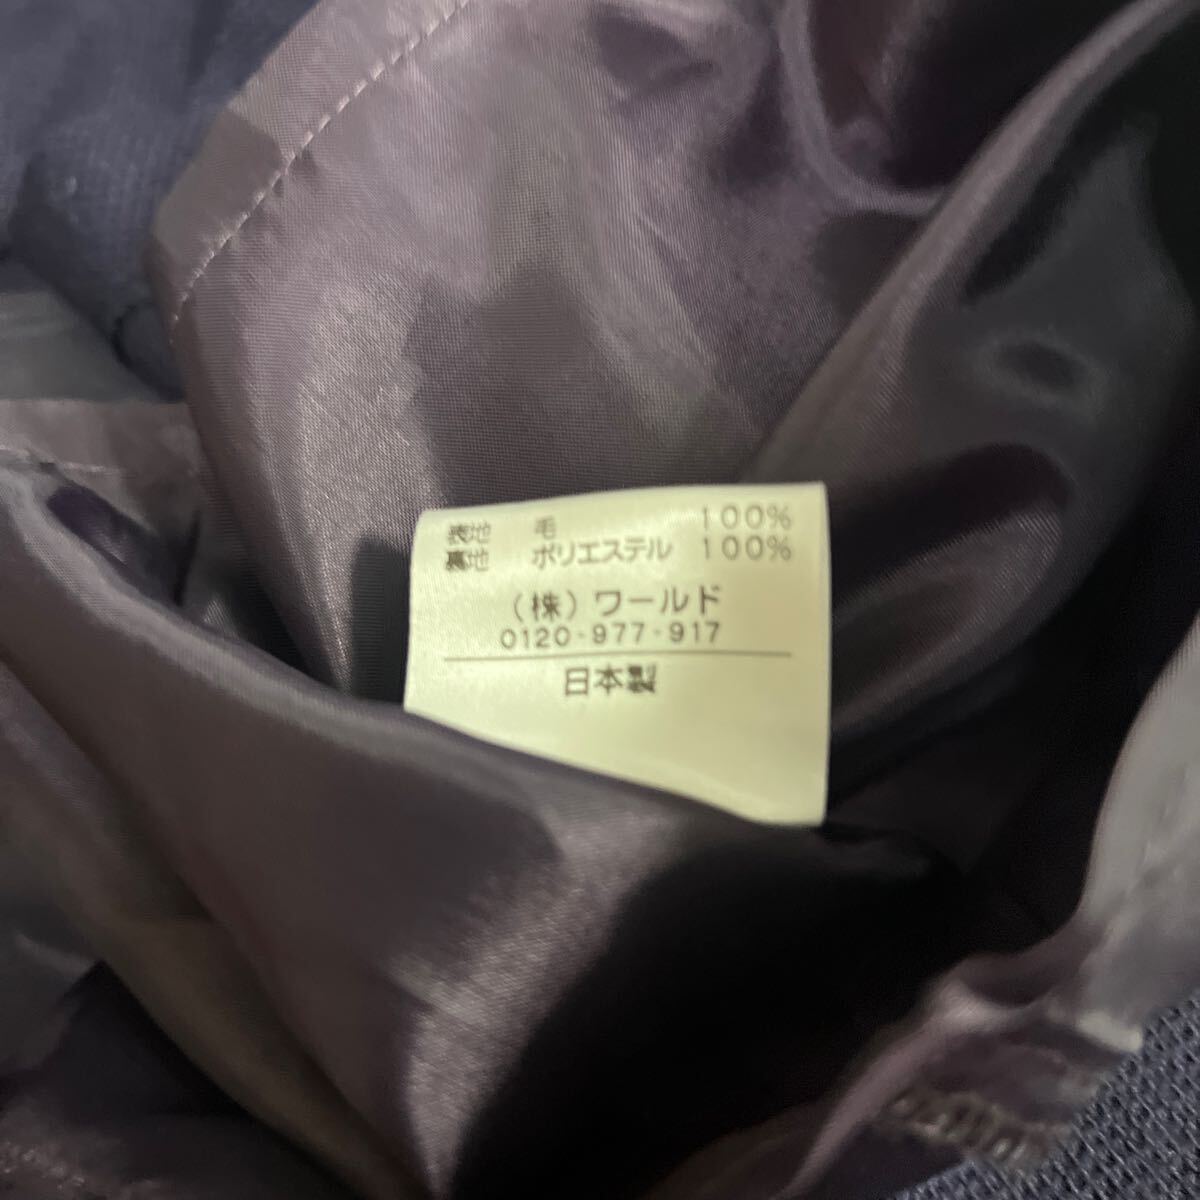 表地 毛 100%
裏地 ポリエステル 100%
(株) ワールド
0120-977-917
日本製